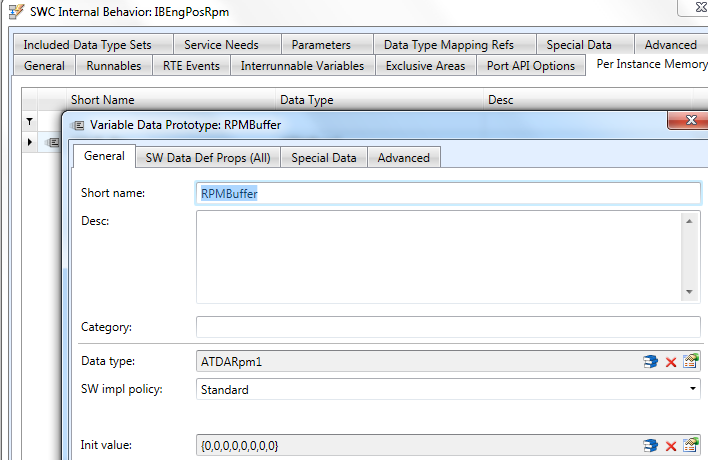 SWC Internal Behavior: IBEngPosRpm
Included Data Type Sets Service Needs Parameters Data Type Mapping Refs Special Data Advanced
General Runnables RTE Events Interrunnable Variables Exclusive Areas Port API Options Per Instance Memory
Short Name Data Type Desc
Variable Data Prototype: RPMBuffer
General SW Data Def Props (All) Special Data Advanced
Short name: RPMBuffer
Desc:
Category:
Data type: ATDARpm1
SW impl policy: Standard
Init value: {0,0,0,0,0,0,0,0}